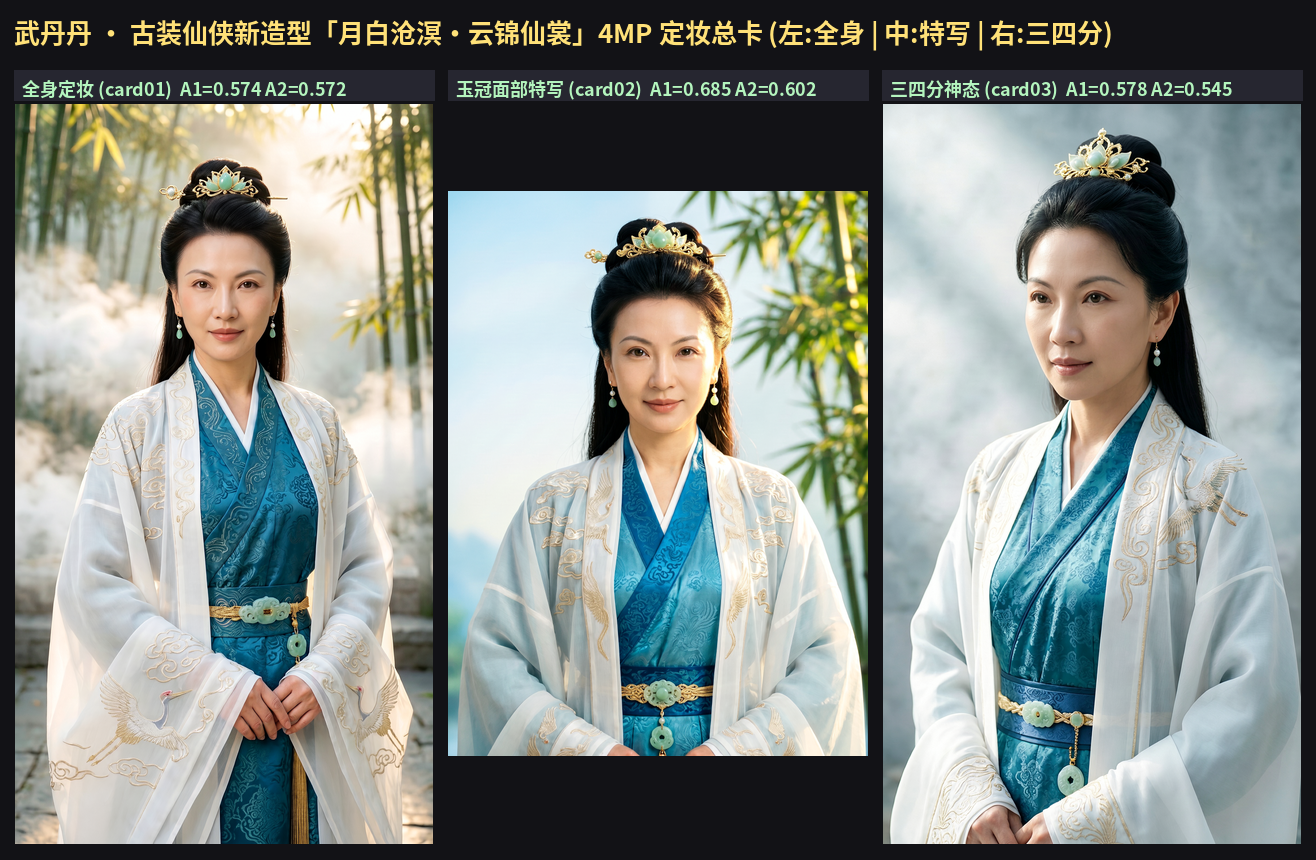 武丹丹 · 古装仙侠新造型「月白沧溟·云锦仙裳」4MP 定妆总卡 (左:全身 | 中:特写 | 右:三四分)
全身定妆 (card01) A1=0.574 A2=0.572
玉冠面部特写 (card02) A1=0.685 A2=0.602
三四分神态 (card03) A1=0.578 A2=0.545